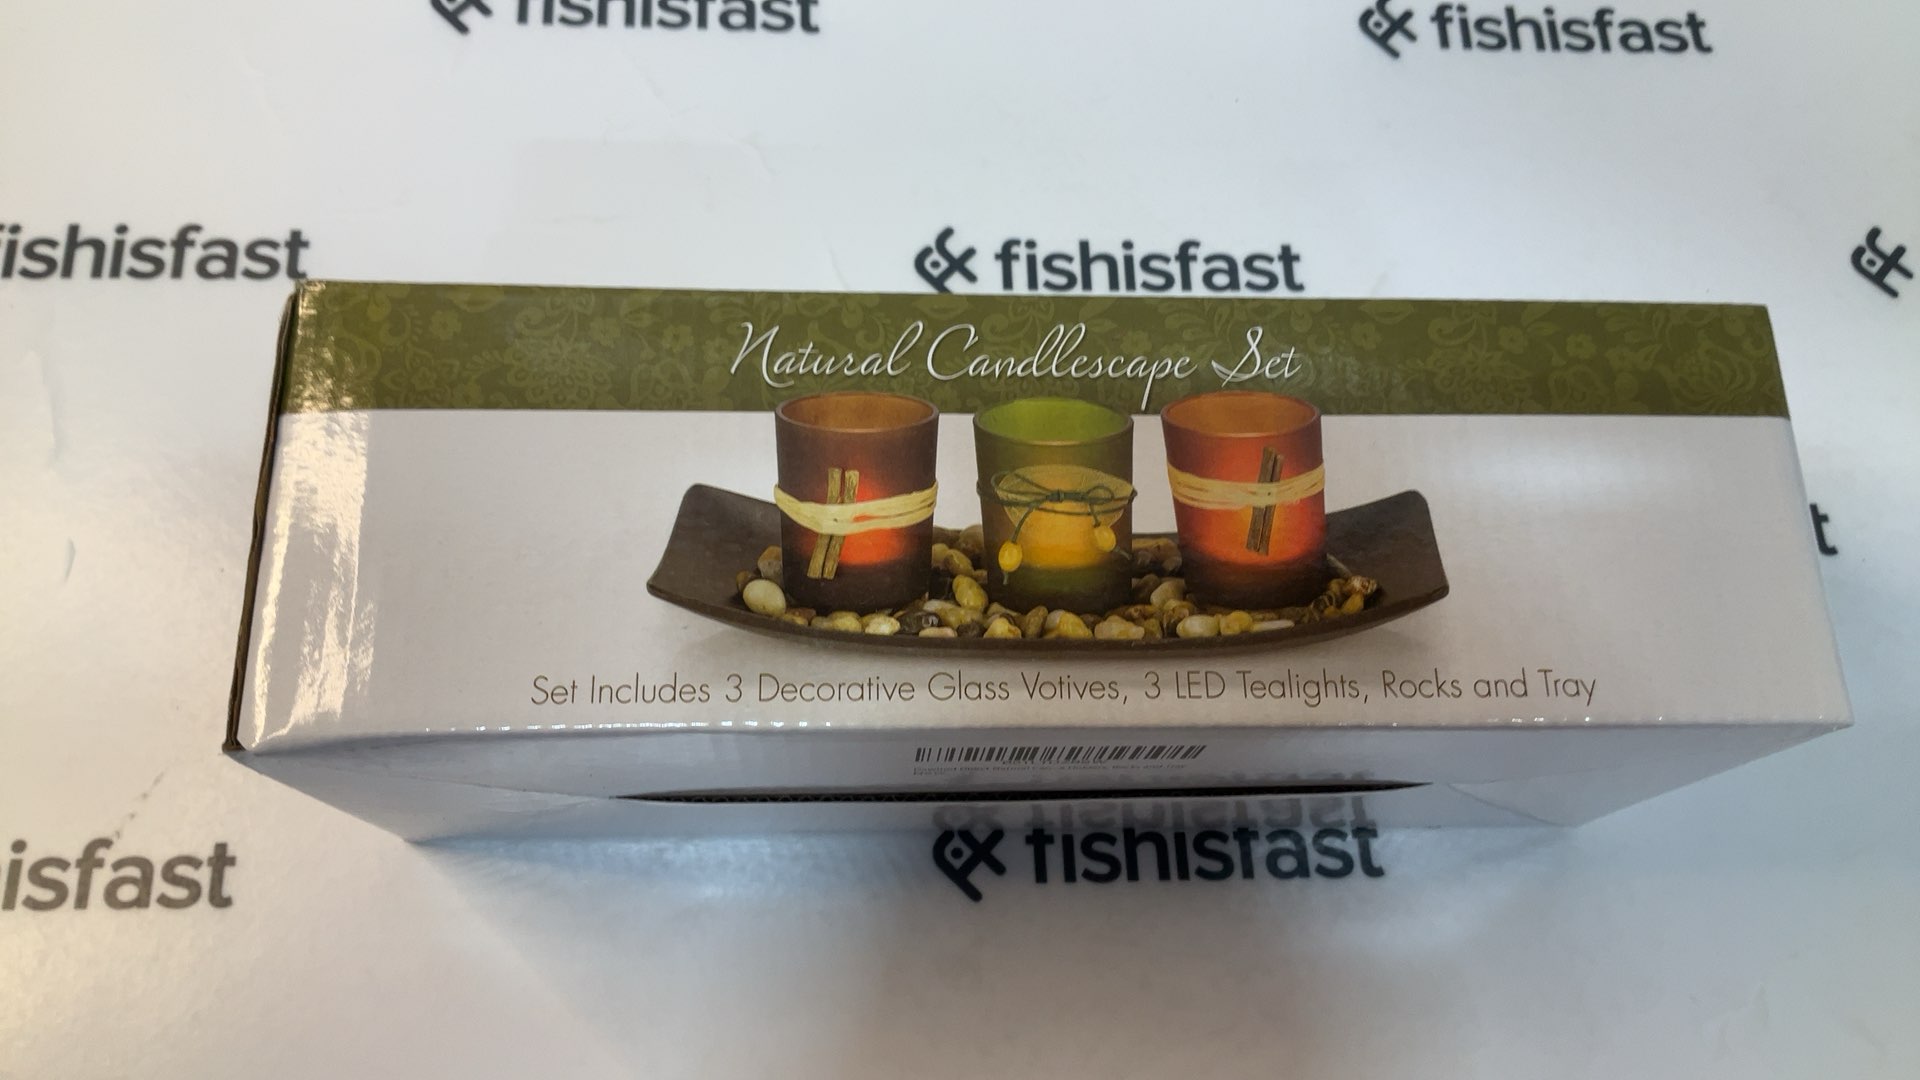 fishisfast
fishisfast
fishisfast
fishisfast
Natural Candlescape Set
Set Includes 3 Decorative Glass Votives, 3 LED Tealights, Rocks and Tray
fishisfast
isfast